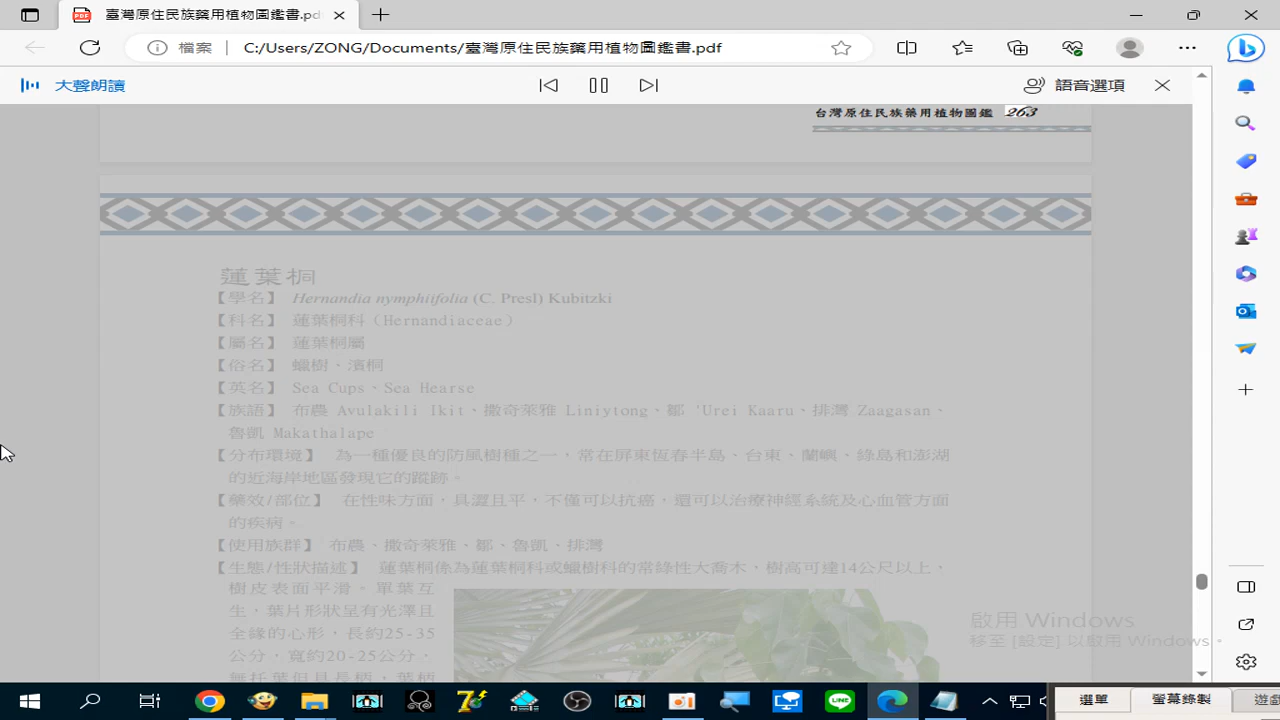 臺灣原住民族藥用植物圖鑑書.pd
檔案 C:/Users/ZONG/Documents/臺灣原住民族藥用植物圖鑑書.pdf
大聲朗讀
語音選項
台灣原住民族藥用植物圖鑑 263
蓮葉桐
【學名】 Hernandia nymphiifolia (C. Presl) Kubitzki
【科名】 蓮葉桐科（Hernandiaceae）
【屬名】 蓮葉桐屬
【俗名】 蠟樹、濱桐
【英名】 Sea Cups、Sea Hearse
【族語】 布農 Avulakili Ikit、撒奇萊雅 Liniytong、鄒 'Urei Kaaru、排灣 Zaagasan、
魯凱 Makathalape
【分布環境】 為一種優良的防風樹種之一，常在屏東恆春半島、台東、蘭嶼、綠島和澎湖
的近海岸地區發現它的蹤跡。
【藥效/部位】 在性味方面，具澀且平，不僅可以抗癌，還可以治療神經系統及心血管方面
的疾病。
【使用族群】 布農、撒奇萊雅、鄒、魯凱、排灣
【生態/性狀描述】 蓮葉桐係為蓮葉桐科或蠟樹科的常綠性大喬木，樹高可達14公尺以上，
樹皮表面平滑。單葉互
生，葉片形狀呈有光澤且
全緣的心形，長約25-35
公分，寬約20-25公分，
無托葉但具長柄，葉柄
啟用 Windows
移至 [設定] 以啟用 Windows。
選單
螢幕錄製
遊戲